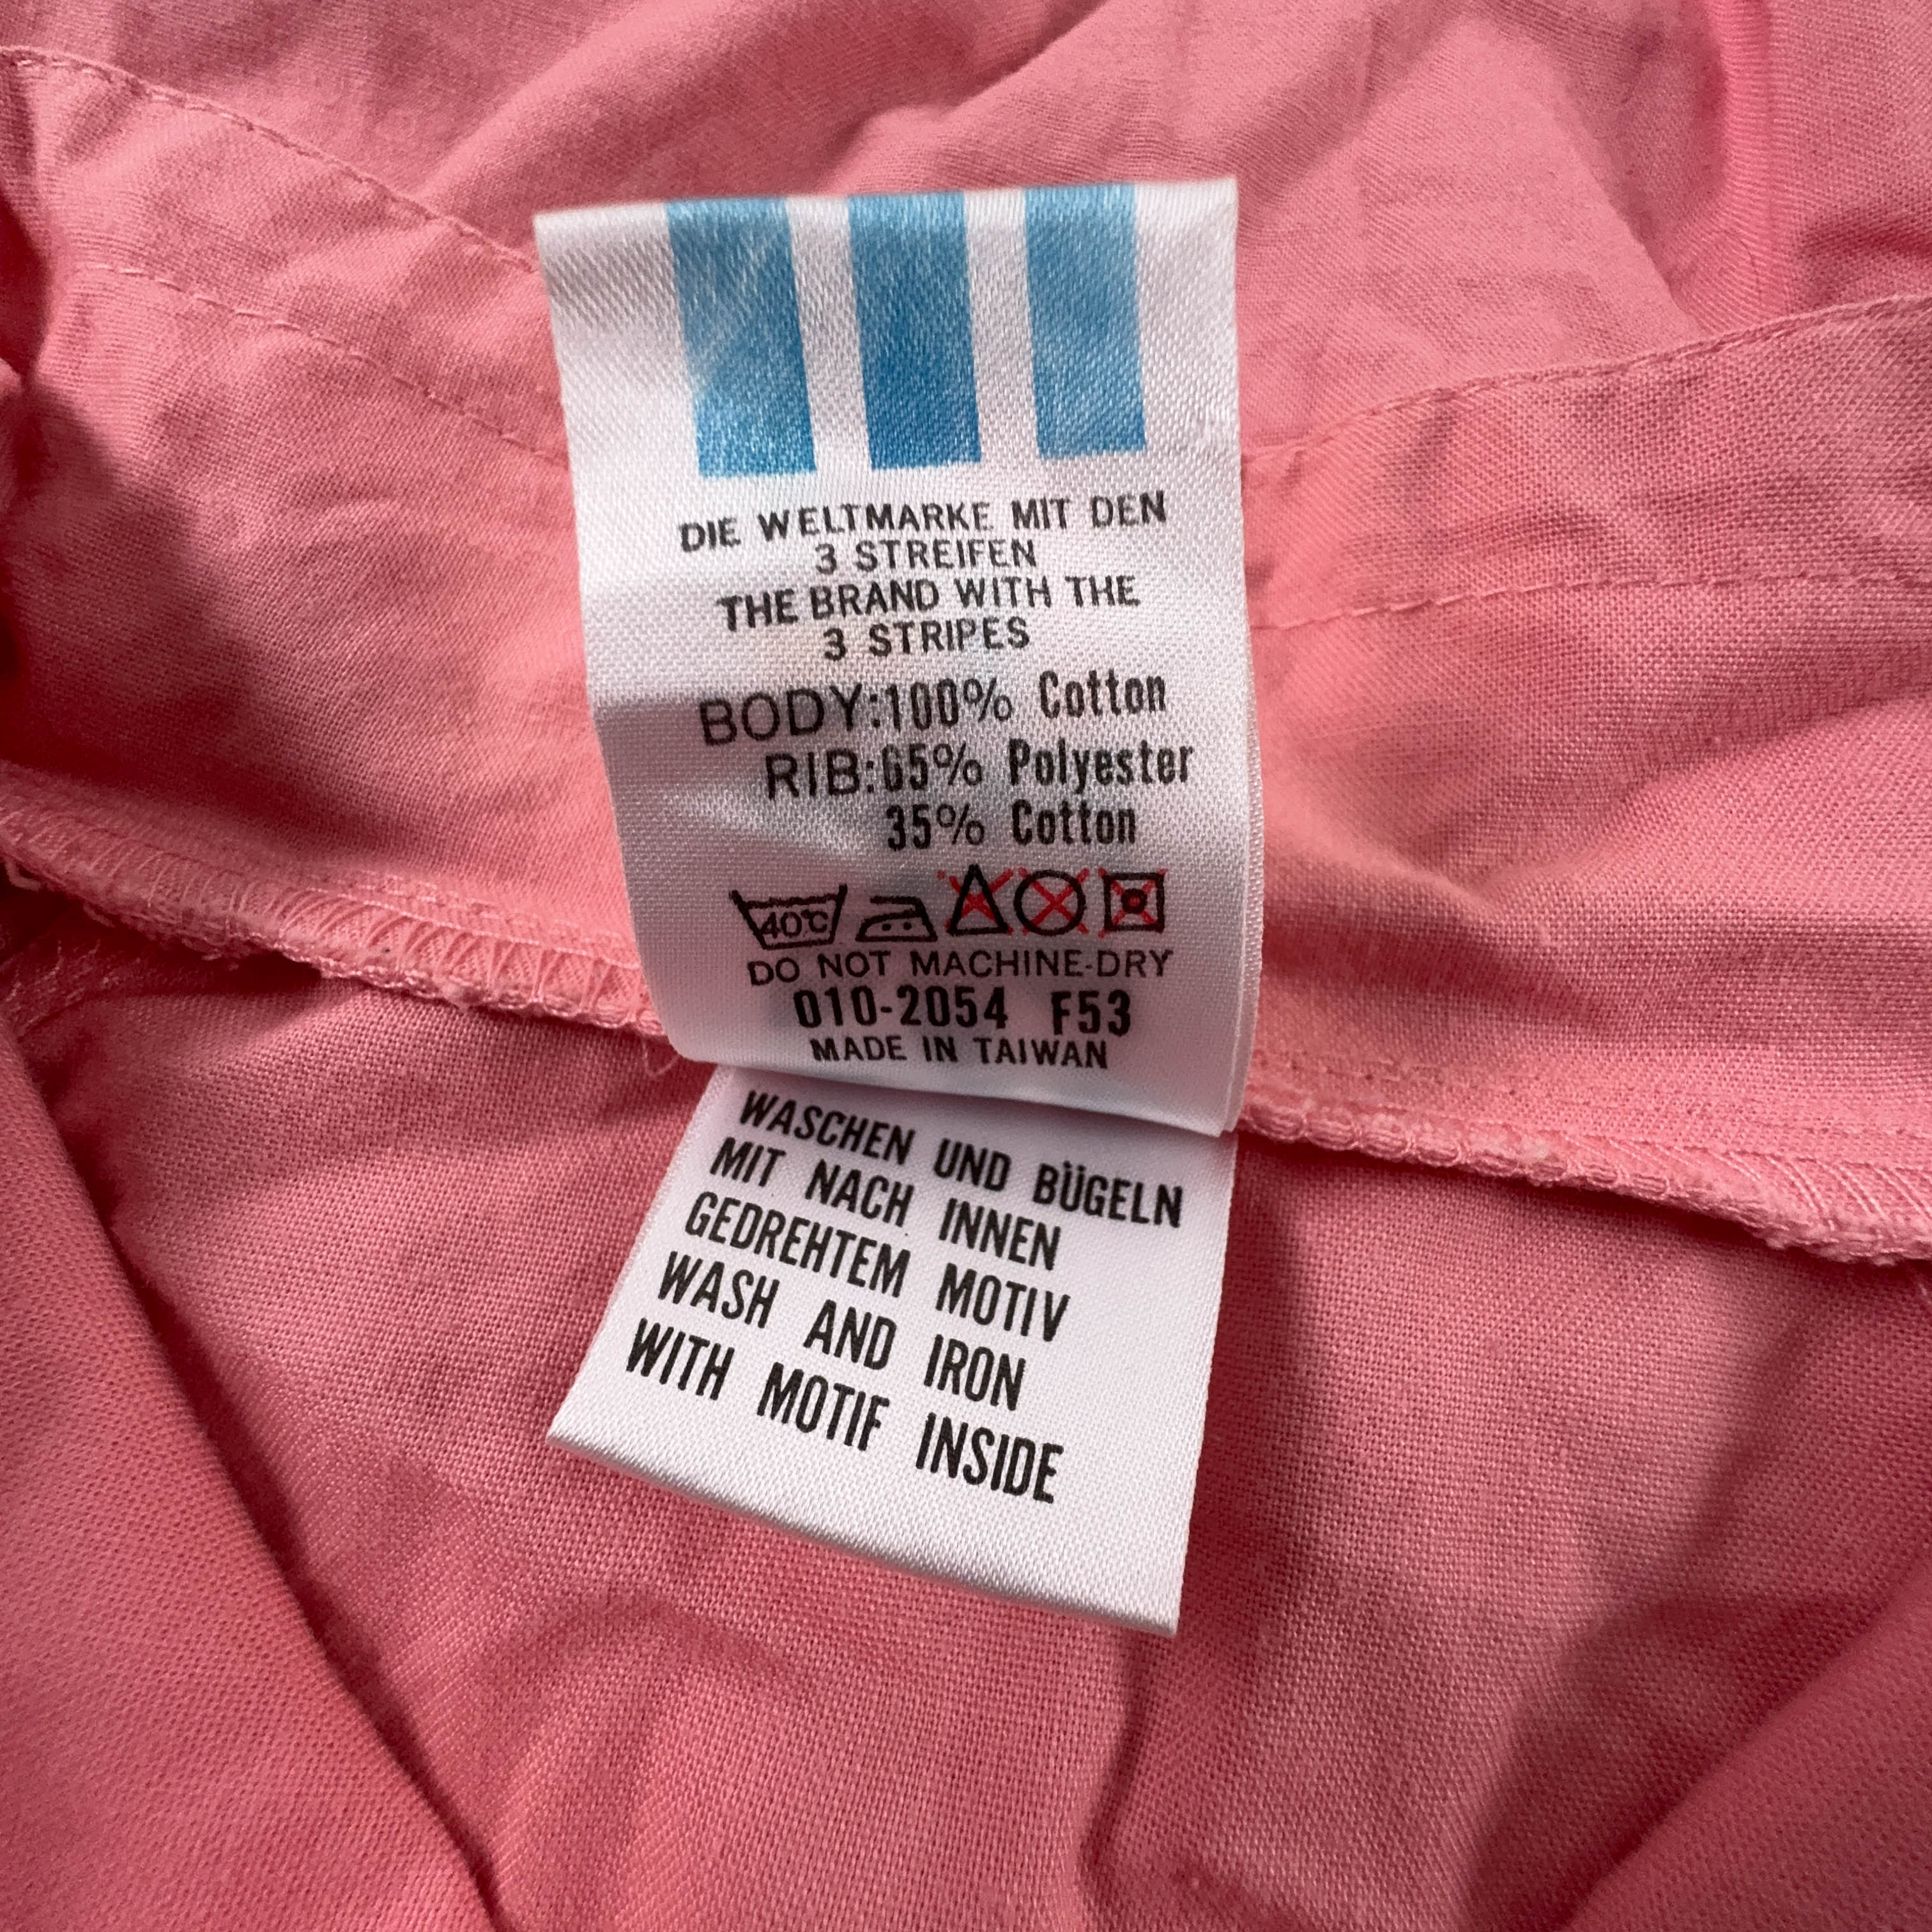 DIE WELTMARKE MIT DEN
3 STREIFEN
THE BRAND WITH THE
3 STRIPES
BODY:100% Cotton
RIB:65% Polyester
35% Cotton
40℃
DO NOT MACHINE-DRY
010-2054 F53
MADE IN TAIWAN
WASCHEN UND BÜGELN
MIT NACH INNEN
GEDREHTEM MOTIV
WASH AND IRON
WITH MOTIF INSIDE